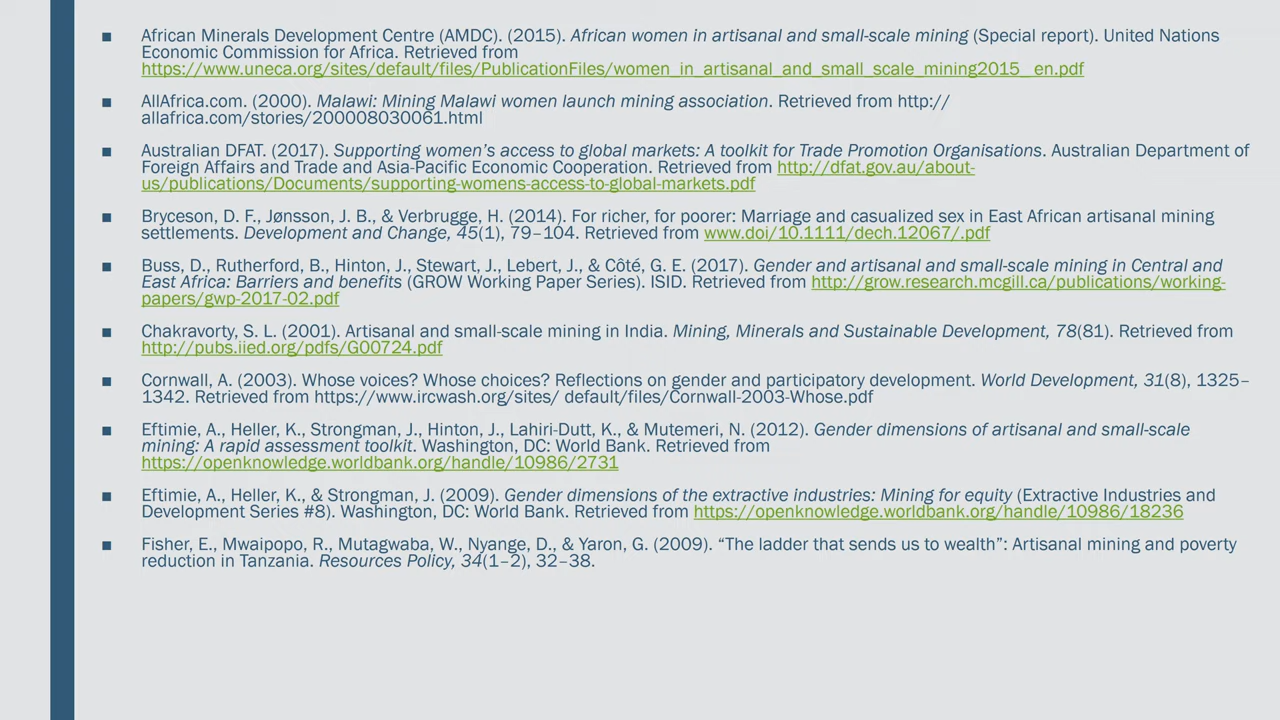 ▪ African Minerals Development Centre (AMDC). (2015). African women in artisanal and small-scale mining (Special report). United Nations
Economic Commission for Africa. Retrieved from
https://www.uneca.org/sites/default/files/PublicationFiles/women_in_artisanal_and_small_scale_mining2015_ en.pdf
▪ AllAfrica.com. (2000). Malawi: Mining Malawi women launch mining association. Retrieved from http://
allafrica.com/stories/200008030061.html
▪ Australian DFAT. (2017). Supporting women’s access to global markets: A toolkit for Trade Promotion Organisations. Australian Department of
Foreign Affairs and Trade and Asia-Pacific Economic Cooperation. Retrieved from http://dfat.gov.au/about-
us/publications/Documents/supporting-womens-access-to-global-markets.pdf
▪ Bryceson, D. F., Jønsson, J. B., & Verbrugge, H. (2014). For richer, for poorer: Marriage and casualized sex in East African artisanal mining
settlements. Development and Change, 45(1), 79–104. Retrieved from www.doi/10.1111/dech.12067/.pdf
▪ Buss, D., Rutherford, B., Hinton, J., Stewart, J., Lebert, J., & Côté, G. E. (2017). Gender and artisanal and small-scale mining in Central and
East Africa: Barriers and benefits (GROW Working Paper Series). ISID. Retrieved from http://grow.research.mcgill.ca/publications/working-
papers/gwp-2017-02.pdf
▪ Chakravorty, S. L. (2001). Artisanal and small-scale mining in India. Mining, Minerals and Sustainable Development, 78(81). Retrieved from
http://pubs.iied.org/pdfs/G00724.pdf
▪ Cornwall, A. (2003). Whose voices? Whose choices? Reflections on gender and participatory development. World Development, 31(8), 1325–
1342. Retrieved from https://www.ircwash.org/sites/ default/files/Cornwall-2003-Whose.pdf
▪ Eftimie, A., Heller, K., Strongman, J., Hinton, J., Lahiri-Dutt, K., & Mutemeri, N. (2012). Gender dimensions of artisanal and small-scale
mining: A rapid assessment toolkit. Washington, DC: World Bank. Retrieved from
https://openknowledge.worldbank.org/handle/10986/2731
▪ Eftimie, A., Heller, K., & Strongman, J. (2009). Gender dimensions of the extractive industries: Mining for equity (Extractive Industries and
Development Series #8). Washington, DC: World Bank. Retrieved from https://openknowledge.worldbank.org/handle/10986/18236
▪ Fisher, E., Mwaipopo, R., Mutagwaba, W., Nyange, D., & Yaron, G. (2009). “The ladder that sends us to wealth”: Artisanal mining and poverty
reduction in Tanzania. Resources Policy, 34(1–2), 32–38.